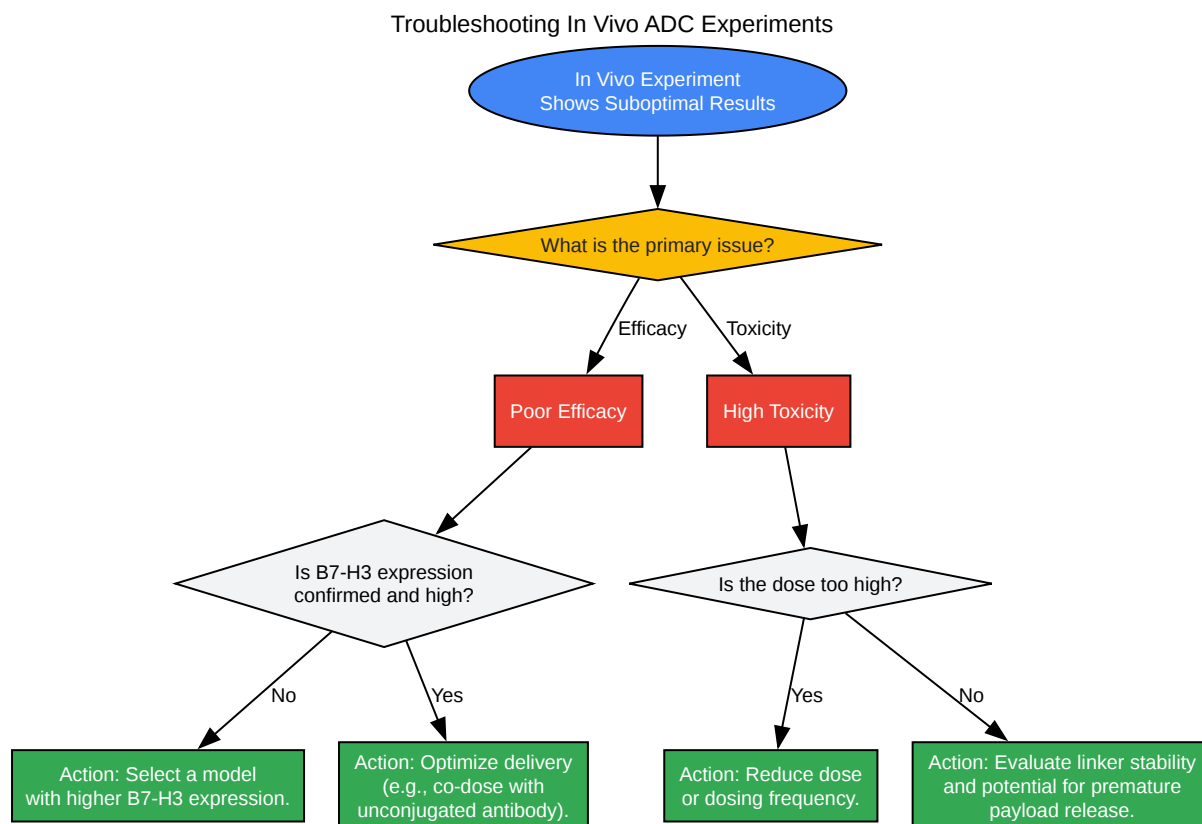 Troubleshooting In Vivo ADC Experiments
In Vivo Experiment
Shows Suboptimal Results
What is the primary issue?
Efficacy
Toxicity
Poor Efficacy
High Toxicity
Is B7-H3 expression
confirmed and high?
Is the dose too high?
No
Yes
Yes
No
Action: Select a model
with higher B7-H3 expression.
Action: Optimize delivery
(e.g., co-dose with
unconjugated antibody).
Action: Reduce dose
or dosing frequency.
Action: Evaluate linker stability
and potential for premature
payload release.